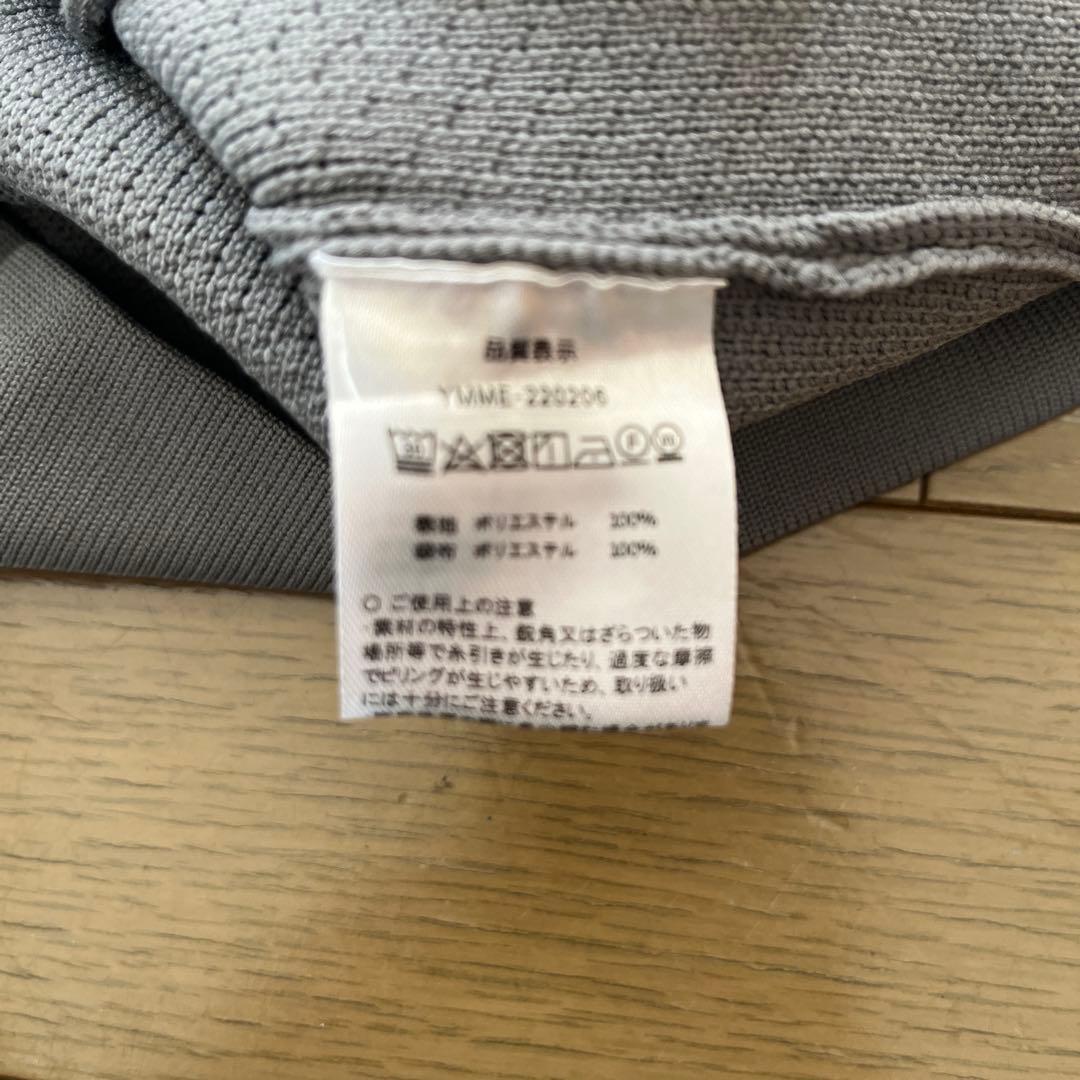 品質表示
YMME-220206
30 F W
表地 ポリエステル 100%
ポリエステル 100%
○ ご使用上の注意
・素材の特性上、鋭角又はざらついた物
場所等で糸引きが生じたり、過度な摩擦
でピリングが生じやすいため、取り扱い
には十分にご注意ください。